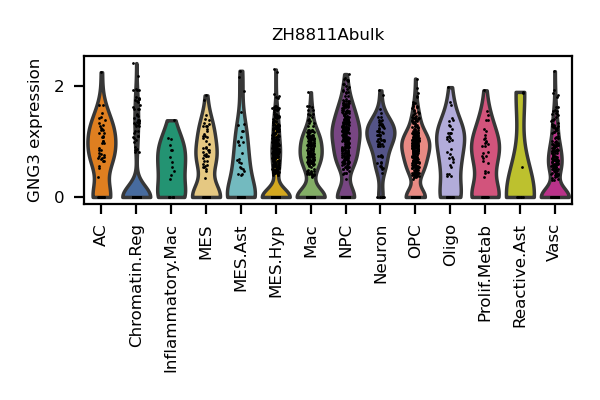 ZH8811Abulk
GNG3 expression
2
0
AC
Chromatin.Reg
Inflammatory.Mac
MES
MES.Ast
MES.Hyp
Mac
NPC
Neuron
OPC
Oligo
Prolif.Metab
Reactive.Ast
Vasc